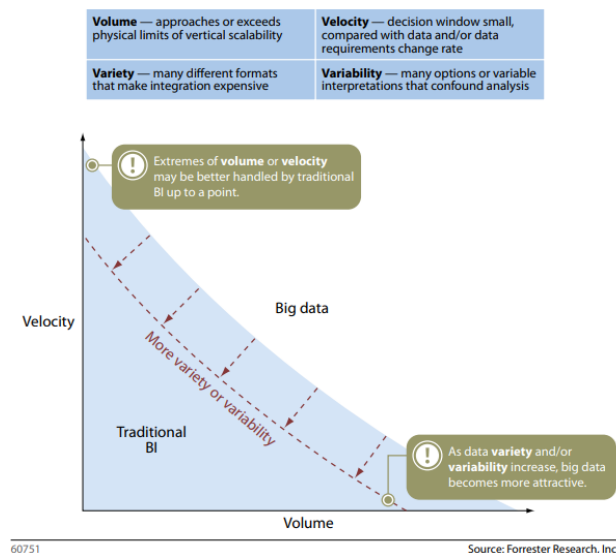 Volume — approaches or exceeds
physical limits of vertical scalability
Velocity — decision window small,
compared with data and/or data
requirements change rate
Variety — many different formats
that make integration expensive
Variability — many options or variable
interpretations that confound analysis
! Extremes of volume or velocity
may be better handled by traditional
BI up to a point.
Big data
Velocity
More variety or variability
Traditional
BI
! As data variety and/or
variability increase, big data
becomes more attractive.
Volume
60751
Source: Forrester Research, Inc